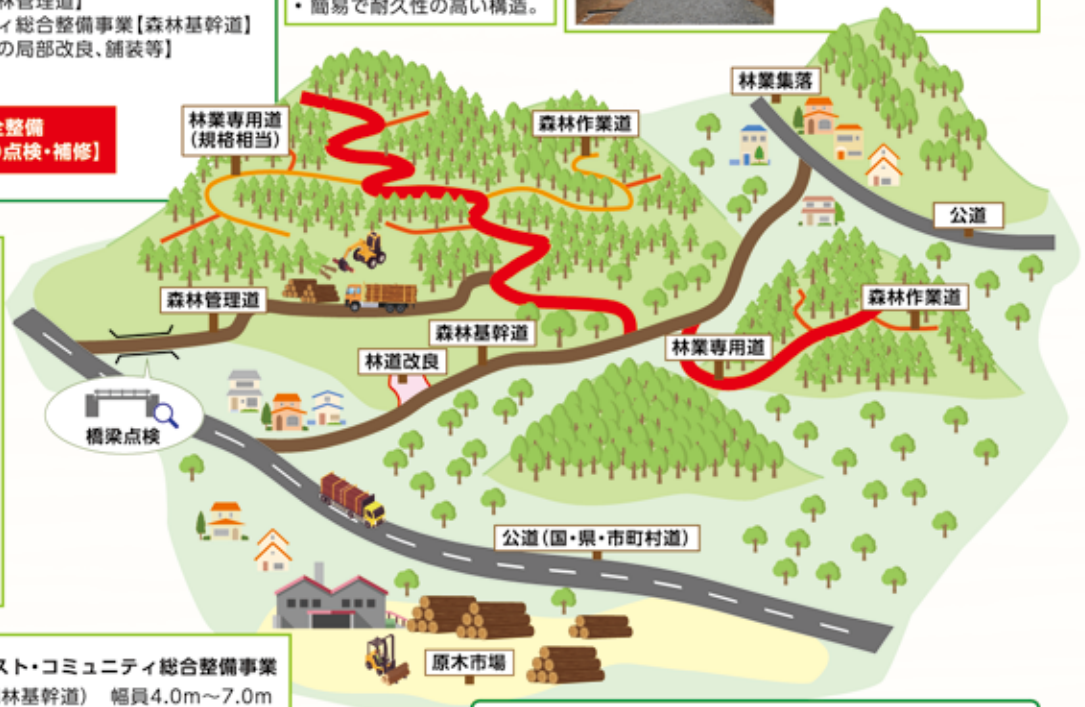 林管理道】
ィ総合整備事業【森林基幹道】
の局部改良、舗装等】
・簡易で耐久性の高い構造。
整備
点検・補修】
林業専用道
（規格相当）
森林作業道
林業集落
公道
森林管理道
森林基幹道
林道改良
林業専用道
森林作業道
橋梁点検
公道（国・県・市町村道）
原木市場
スト・コミュニティ総合整備事業
林基幹道） 幅員4.0m～7.0m